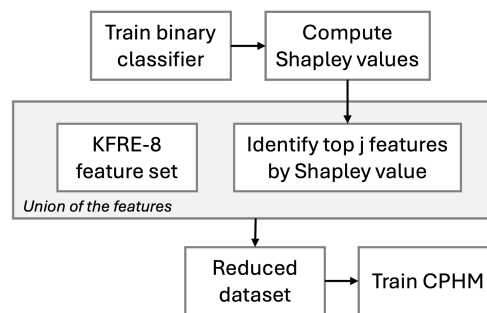 Train binary
classifier
Compute
Shapley values
KFRE-8
feature set
Identify top j features
by Shapley value
Union of the features
Reduced
dataset
Train CPHM